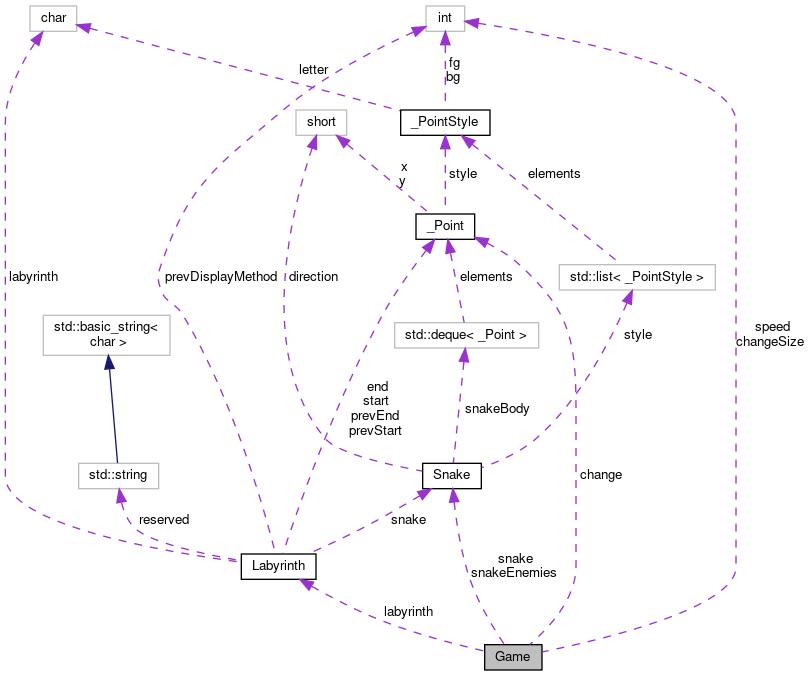 char
int
letter
fg
bg
short
_PointStyle
x
y
style
elements
_Point
labyrinth
prevDisplayMethod
direction
elements
std::list< _PointStyle >
std::basic_string<
char >
std::deque< _Point >
style
speed
changeSize
end
start
prevEnd
prevStart
snakeBody
std::string
Snake
change
reserved
snake
Labyrinth
snake
snakeEnemies
labyrinth
Game